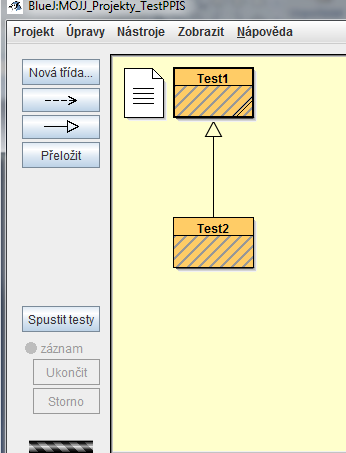 BlueJ:MOJJ_Projekty_TestPPIS
Projekt Úpravy Nástroje Zobrazit Nápověda
Nová třída...
Přeložit
Test1
Test2
Spustit testy
záznam
Ukončit
Storno